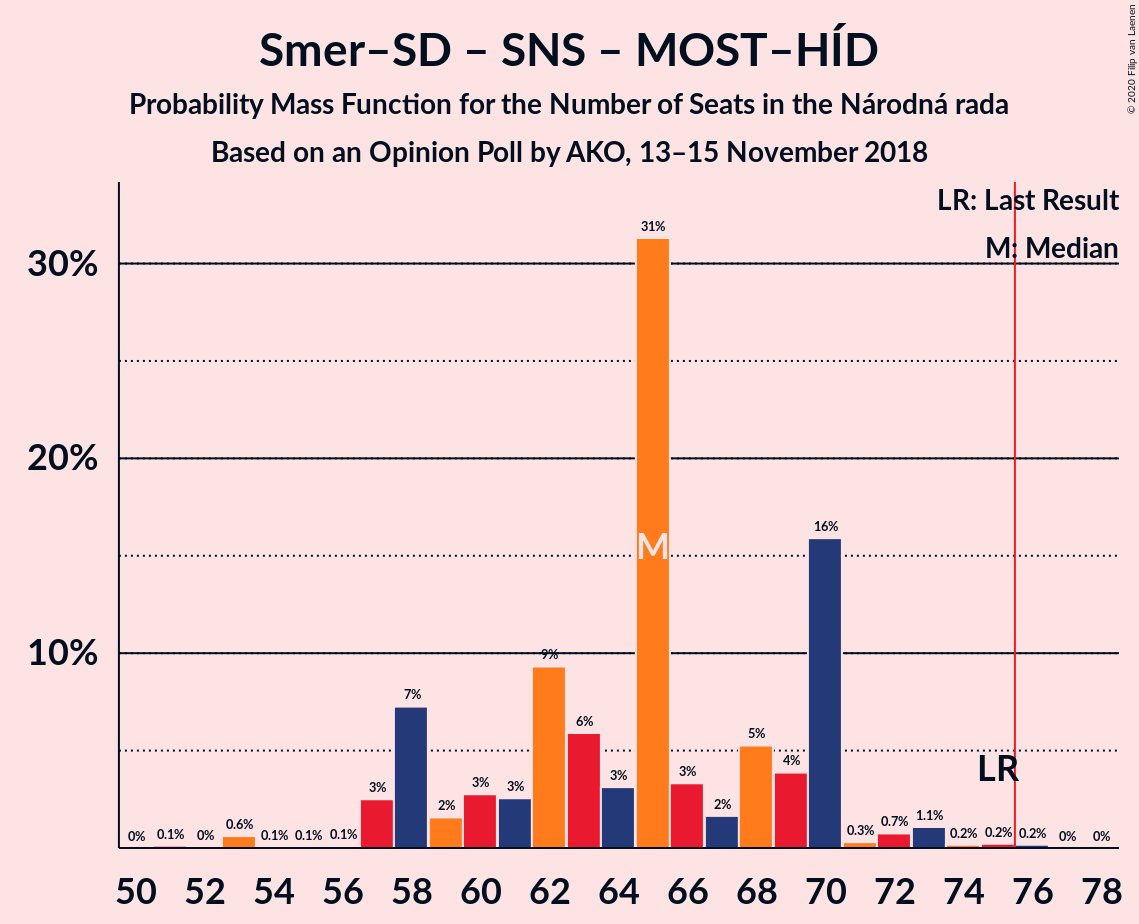 Smer–SD – SNS – MOST–HÍD
Probability Mass Function for the Number of Seats in the Národná rada
Based on an Opinion Poll by AKO, 13–15 November 2018
© 2020 Filip van Laenen
LR: Last Result
M: Median
30%
20%
10%
0% 0.1% 0% 0.6% 0.1% 0.1% 0.1% 3% 7% 2% 3% 3% 9% 6% 3% 31% 3% 2% 5% 4% 16% 0.3% 0.7% 1.1% 0.2% 0.2% 0.2% 0% 0%
M
LR
50 52 54 56 58 60 62 64 66 68 70 72 74 76 78